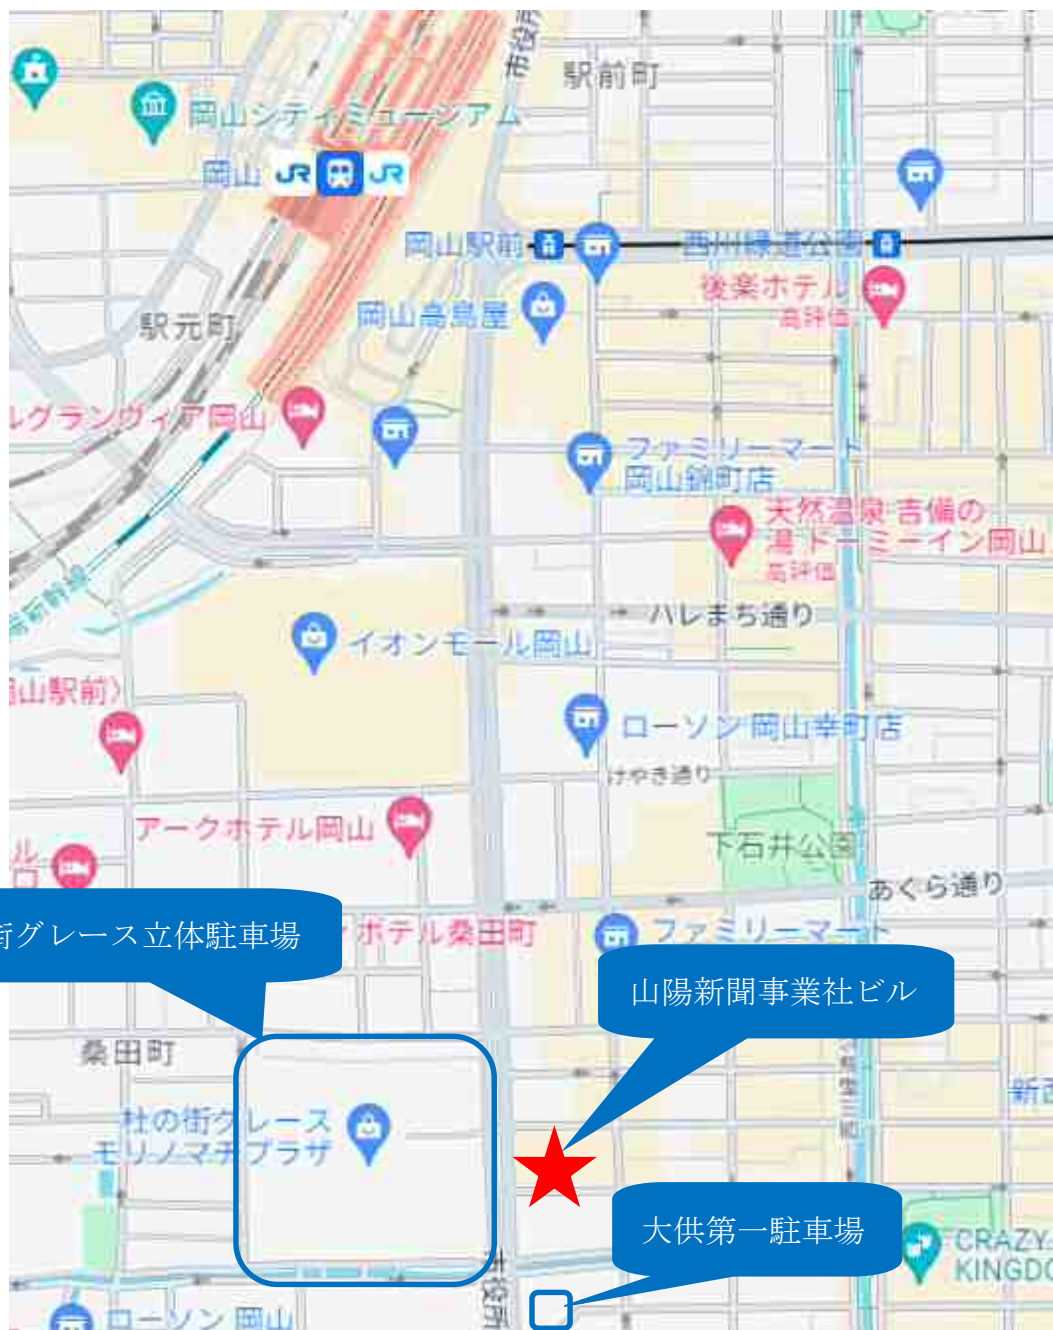 市役所
駅前町
岡山シティミュージアム
岡山 JR JR
岡山駅前
西川緑道公園
後楽ホテル
高評価
岡山高島屋
駅元町
ルグランヴィア岡山
ファミリーマート
岡山錦町店
天然温泉 吉備の
湯 ドーミーイン岡山
高評価
新幹線
ハレまち通り
イオンモール岡山
山駅前〉
ローソン 岡山幸町店
けやき通り
アークホテル岡山
下石井公園
ル
口
あくら通り
街グレース立体駐車場
ホテル桑田町
ファミリーマート
山陽新聞事業社ビル
桑田町
新西
杜の街グレース
モリノマチプラザ
大供第一駐車場
CRAZY
KINGDO
市役所
ローソン 岡山